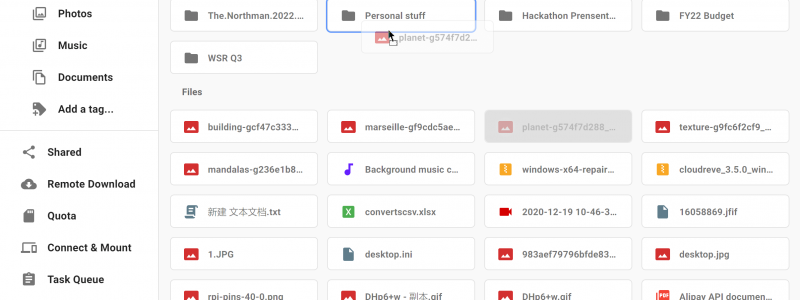 Photos
Music
Documents
Add a tag...
Shared
Remote Download
Quota
Connect & Mount
Task Queue
The.Northman.2022....
Personal stuff
Hackathon Prensent...
FY22 Budget
planet-g574f7d2...
WSR Q3
Files
building-gcf47c333...
marseille-gf9cdc5ae...
planet-g574f7d288_...
texture-g9fc6f2cf9_...
mandalas-g236e1b8...
Background music c...
windows-x64-repair...
cloudreve_3.5.0_win...
新建 文本文档.txt
convertscsv.xlsx
2020-12-19 10-46-3...
16058869.jfif
1.JPG
desktop.ini
983aef79796bfde83...
desktop.jpg
rpi-pins-40-0.png
DHp6+w - 副本.gif
DHp6+w.gif
Alipay API documen...